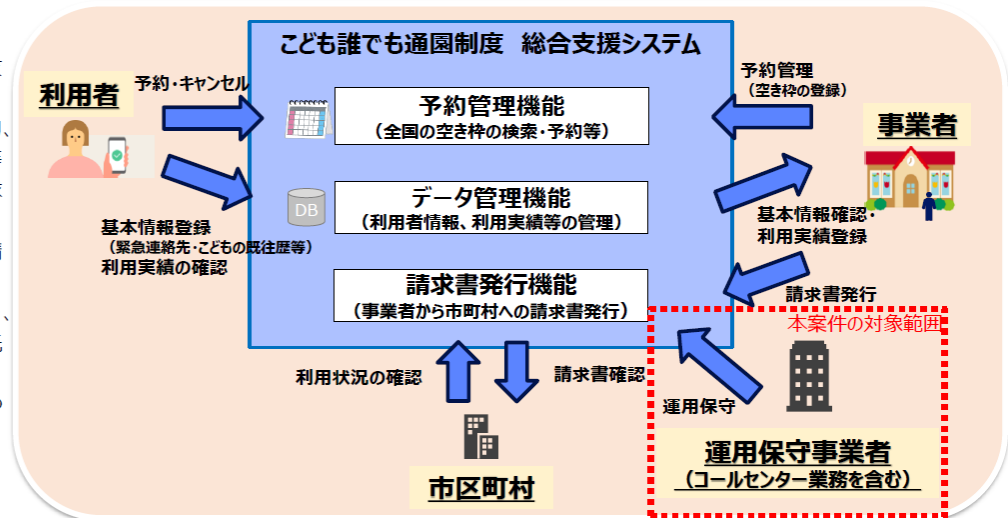 こども誰でも通園制度　総合支援システム
利用者
予約・キャンセル
予約管理機能
（全国の空き枠の検索・予約等）
予約管理
（空き枠の登録）
事業者
DB
データ管理機能
（利用者情報、利用実績等の管理）
基本情報登録
（緊急連絡先・こどもの既往歴等）
利用実績の確認
基本情報確認・
利用実績登録
請求書発行機能
（事業者から市町村への請求書発行）
請求書発行
本案件の対象範囲
利用状況の確認
請求書確認
運用保守
市区町村
運用保守事業者
（コールセンター業務を含む）